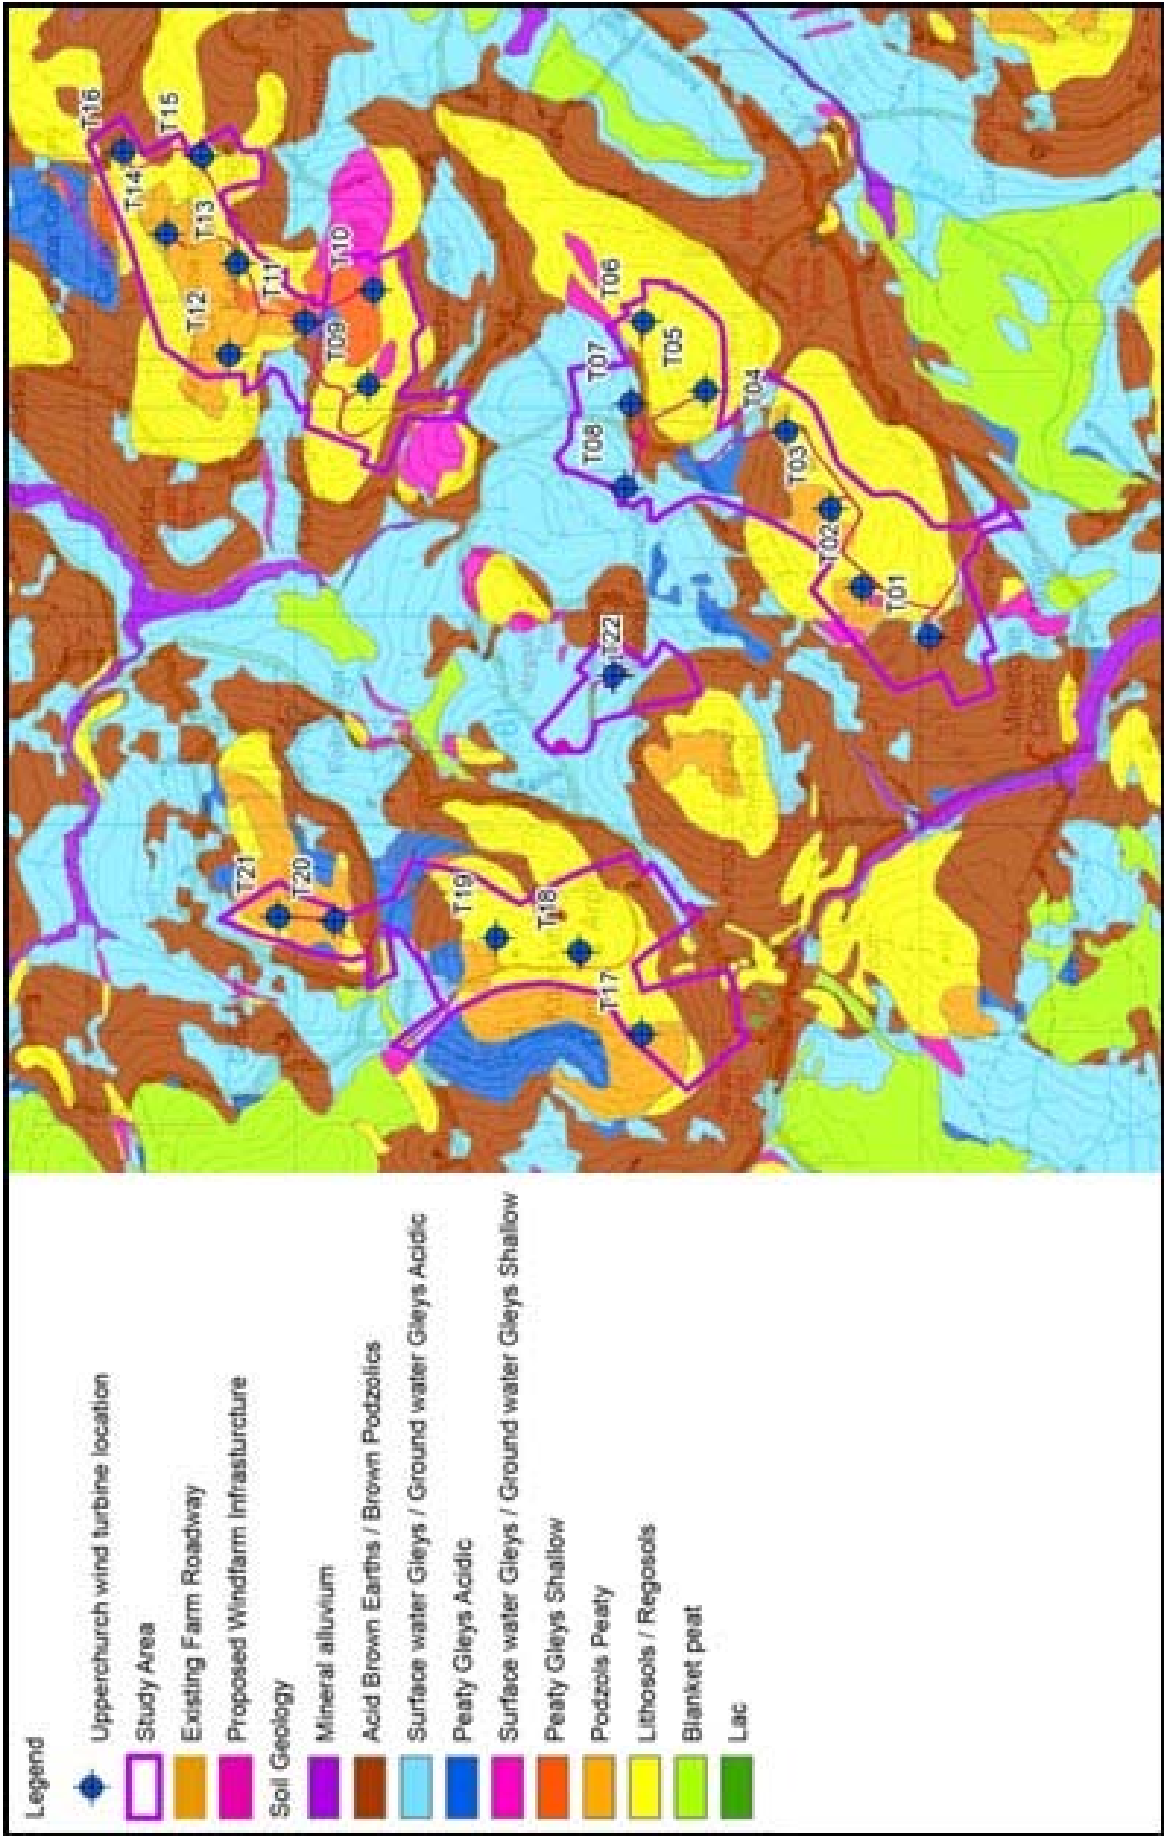 Legend
Upperchurch wind turbine location
Study Area
Existing Farm Roadway
Proposed Windfarm Infrasturcture
Soil Geology
Mineral alluvium
Acid Brown Earths / Brown Podzolics
Surface water Gleys / Ground water Gleys Acidic
Peaty Gleys Acidic
Surface water Gleys / Ground water Gleys Shallow
Peaty Gleys Shallow
Podzols Peaty
Lithosols / Regosols
Blanket peat
Lac
T21
T20
T19
T18
T17
T22
T16
T15
T14
T13
T12
T11
T10
T09
T08
T07
T06
T05
T04
T03
T02
T01